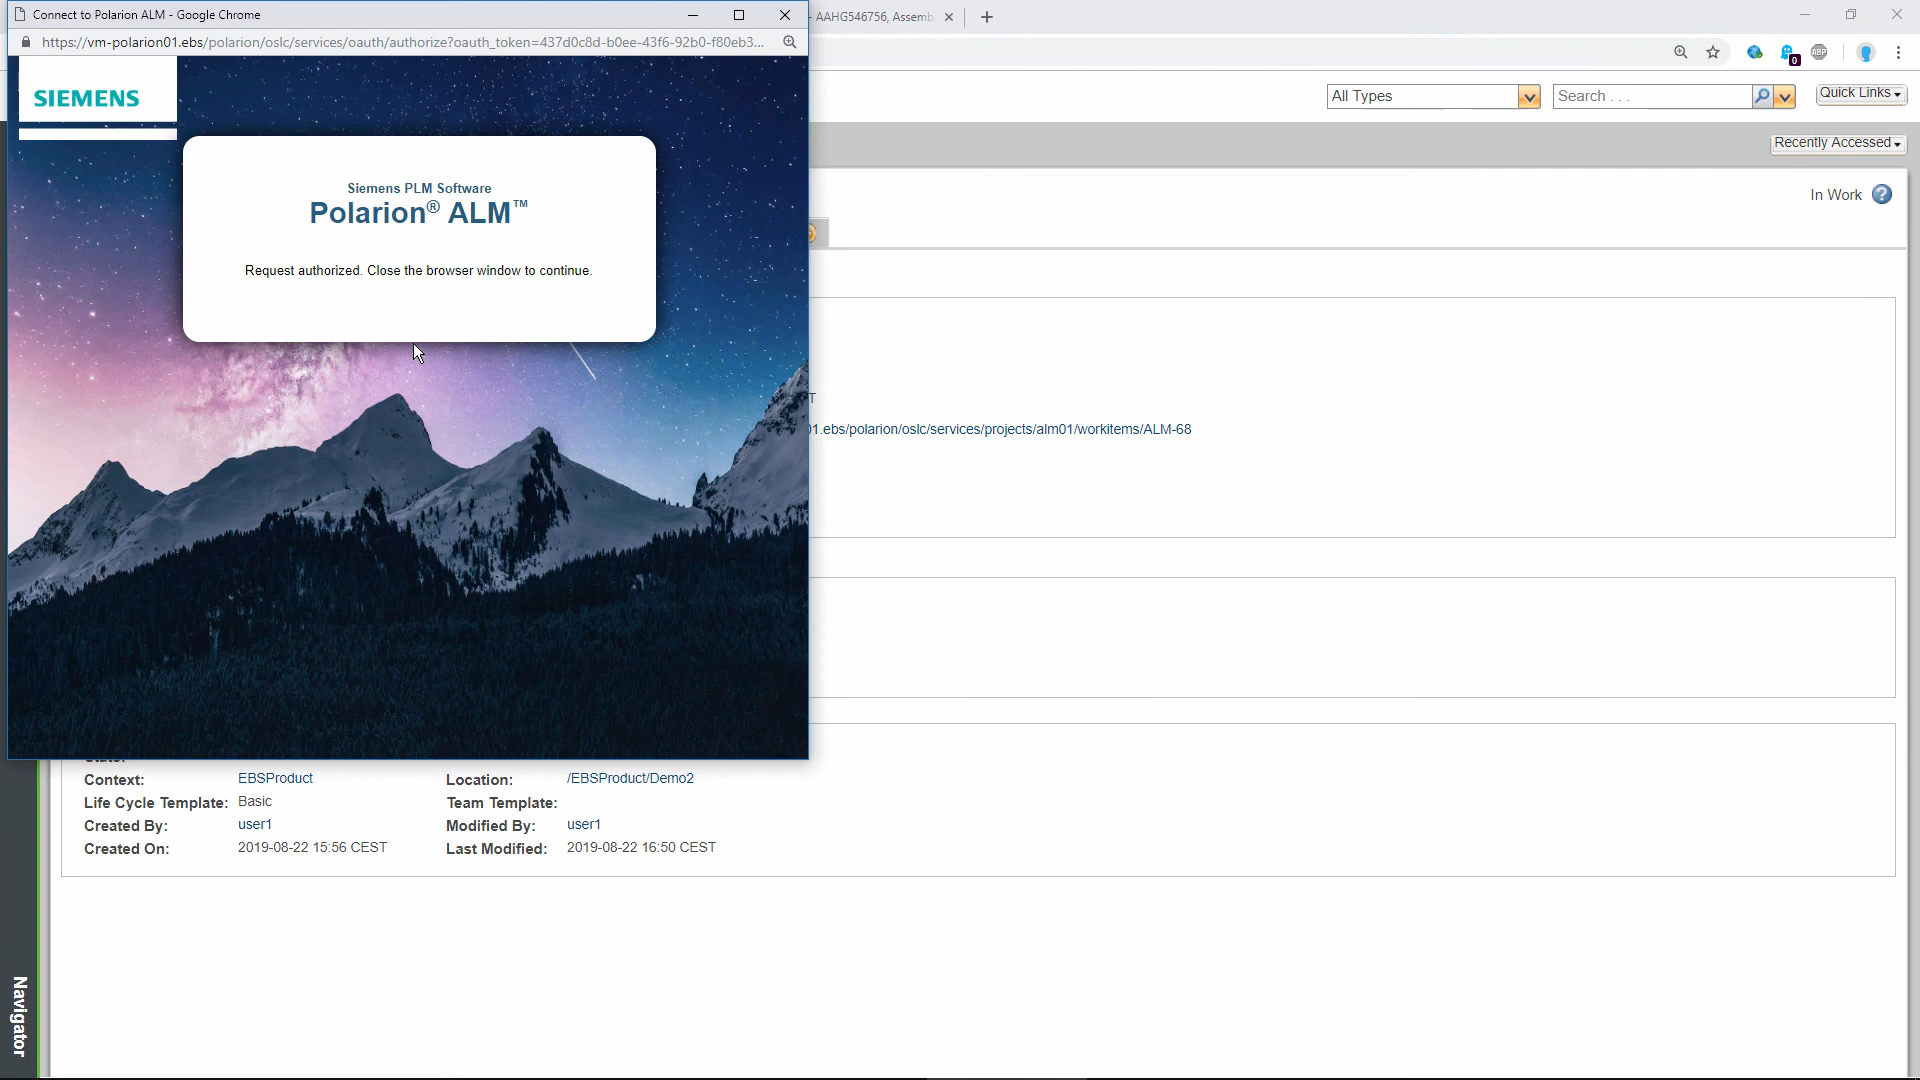 Connect to Polarion ALM - Google Chrome
- AAHG546756, Assemb
https://vm-polarion01.ebs/polarion/oslc/services/oauth/authorize?oauth_token=437d0c8d-b0ee-43f6-92b0-f80eb3...
0
ABP
SIEMENS
All Types
Search . . .
Quick Links
Recently Accessed
Siemens PLM Software
Polarion® ALM™
In Work
Request authorized. Close the browser window to continue.
T
01.ebs/polarion/oslc/services/projects/alm01/workitems/ALM-68
Context: EBSProduct Location: /EBSProduct/Demo2
Life Cycle Template: Basic Team Template:
Created By: user1 Modified By: user1
Created On: 2019-08-22 15:56 CEST Last Modified: 2019-08-22 16:50 CEST
Navigator